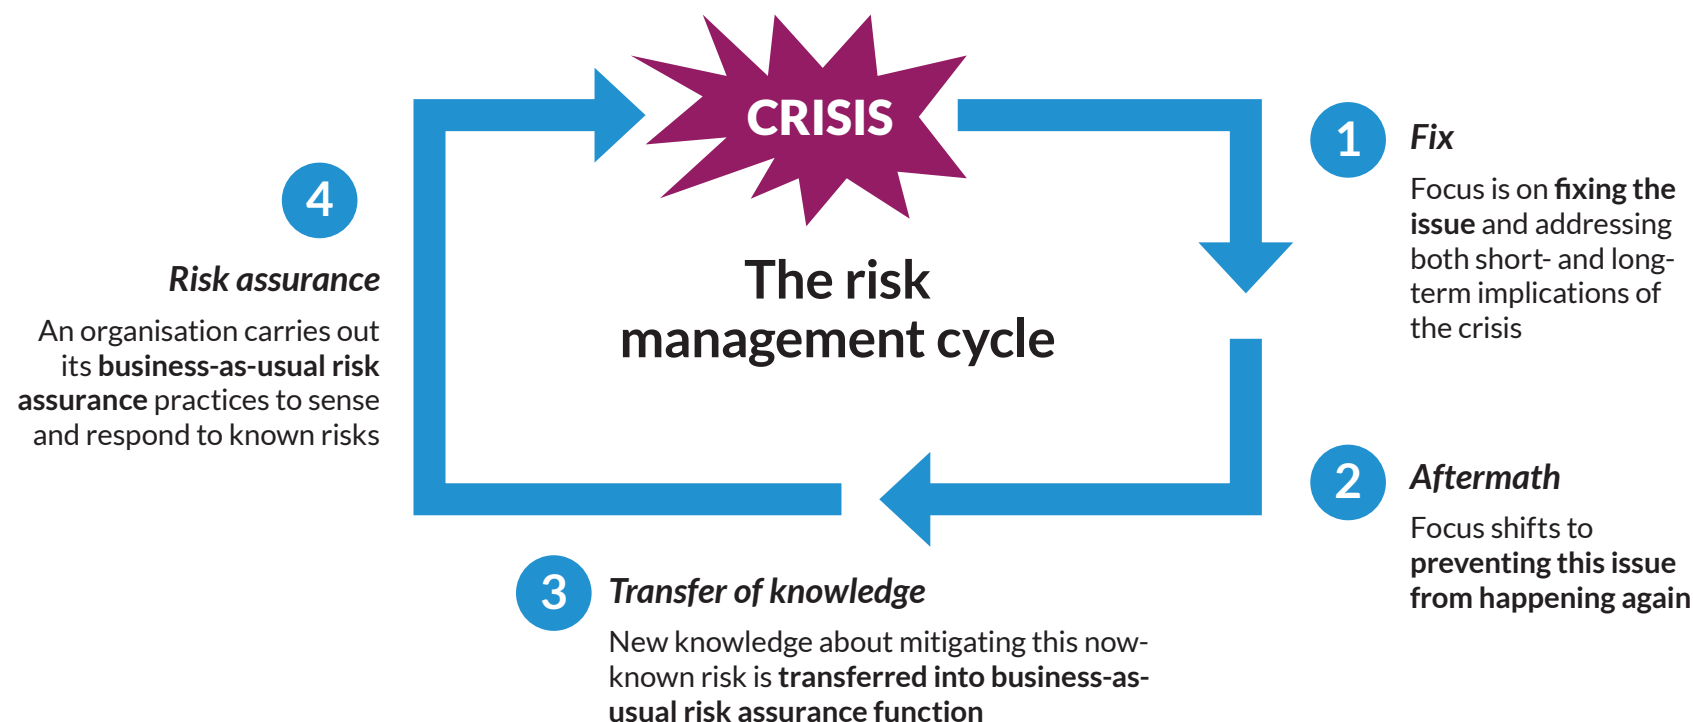 CRISIS
The risk
management cycle
1
Fix
Focus is on fixing the
issue and addressing
both short- and long-
term implications of
the crisis
2
Aftermath
Focus shifts to
preventing this issue
from happening again
3
Transfer of knowledge
New knowledge about mitigating this now-
known risk is transferred into business-as-
usual risk assurance function
4
Risk assurance
An organisation carries out
its business-as-usual risk
assurance practices to sense
and respond to known risks